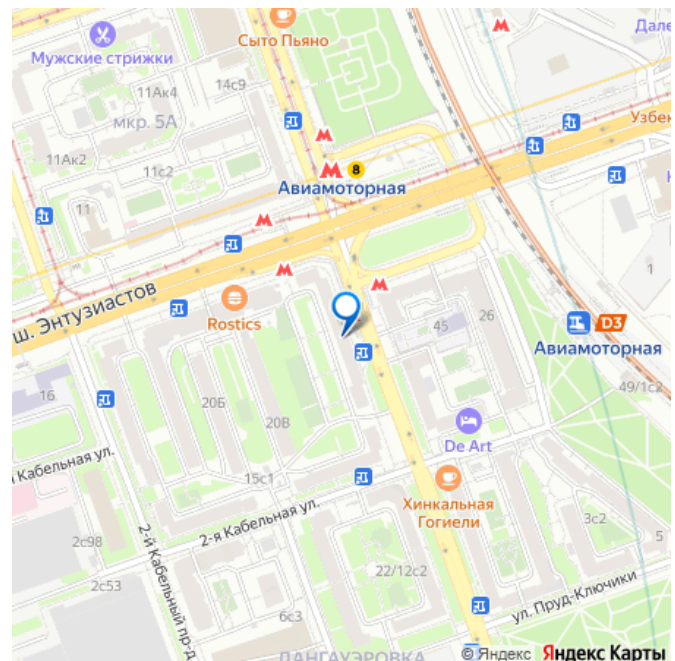 Сыто Пьяно
Дале
Мужские стрижки
11Ак4
14с9
мкр. 5А
Узбек
11Ак2
11с2
8
Авиамоторная
11
ш. Энтузиастов
1
Rostics
45
26
D3
Авиамоторная
16
20Б
20В
49/1с2
De Art
я Кабельная ул.
15с1
Хинкальная
Гогиели
2-я Кабельная ул.
2-й Кабельный пр-д
2с98
3с2
5
2с53
22/12с2
ул. Пруд-Ключики
6с3
ДАНГАУЭРОВКА
© Яндекс Яндекс Карты